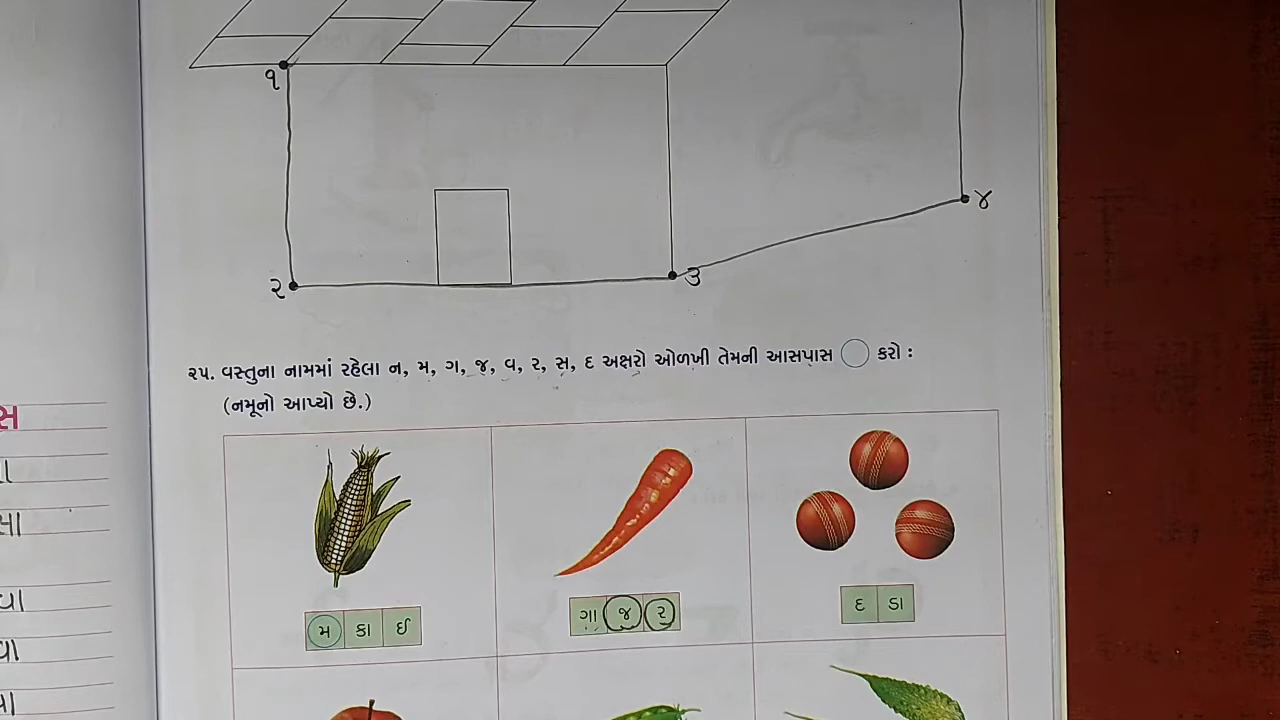 ૧
૪
૨
૩
૨૫. વસ્તુના નામમાં રહેલા ન, મ, ગ, જ, વ, ર, સ, દ અક્ષરો ઓળખી તેમની આસપાસ ◯ કરો :
(નમૂનો આપ્યો છે.)
સ
મ કા ઈ
ગા જ ર
દ ડા